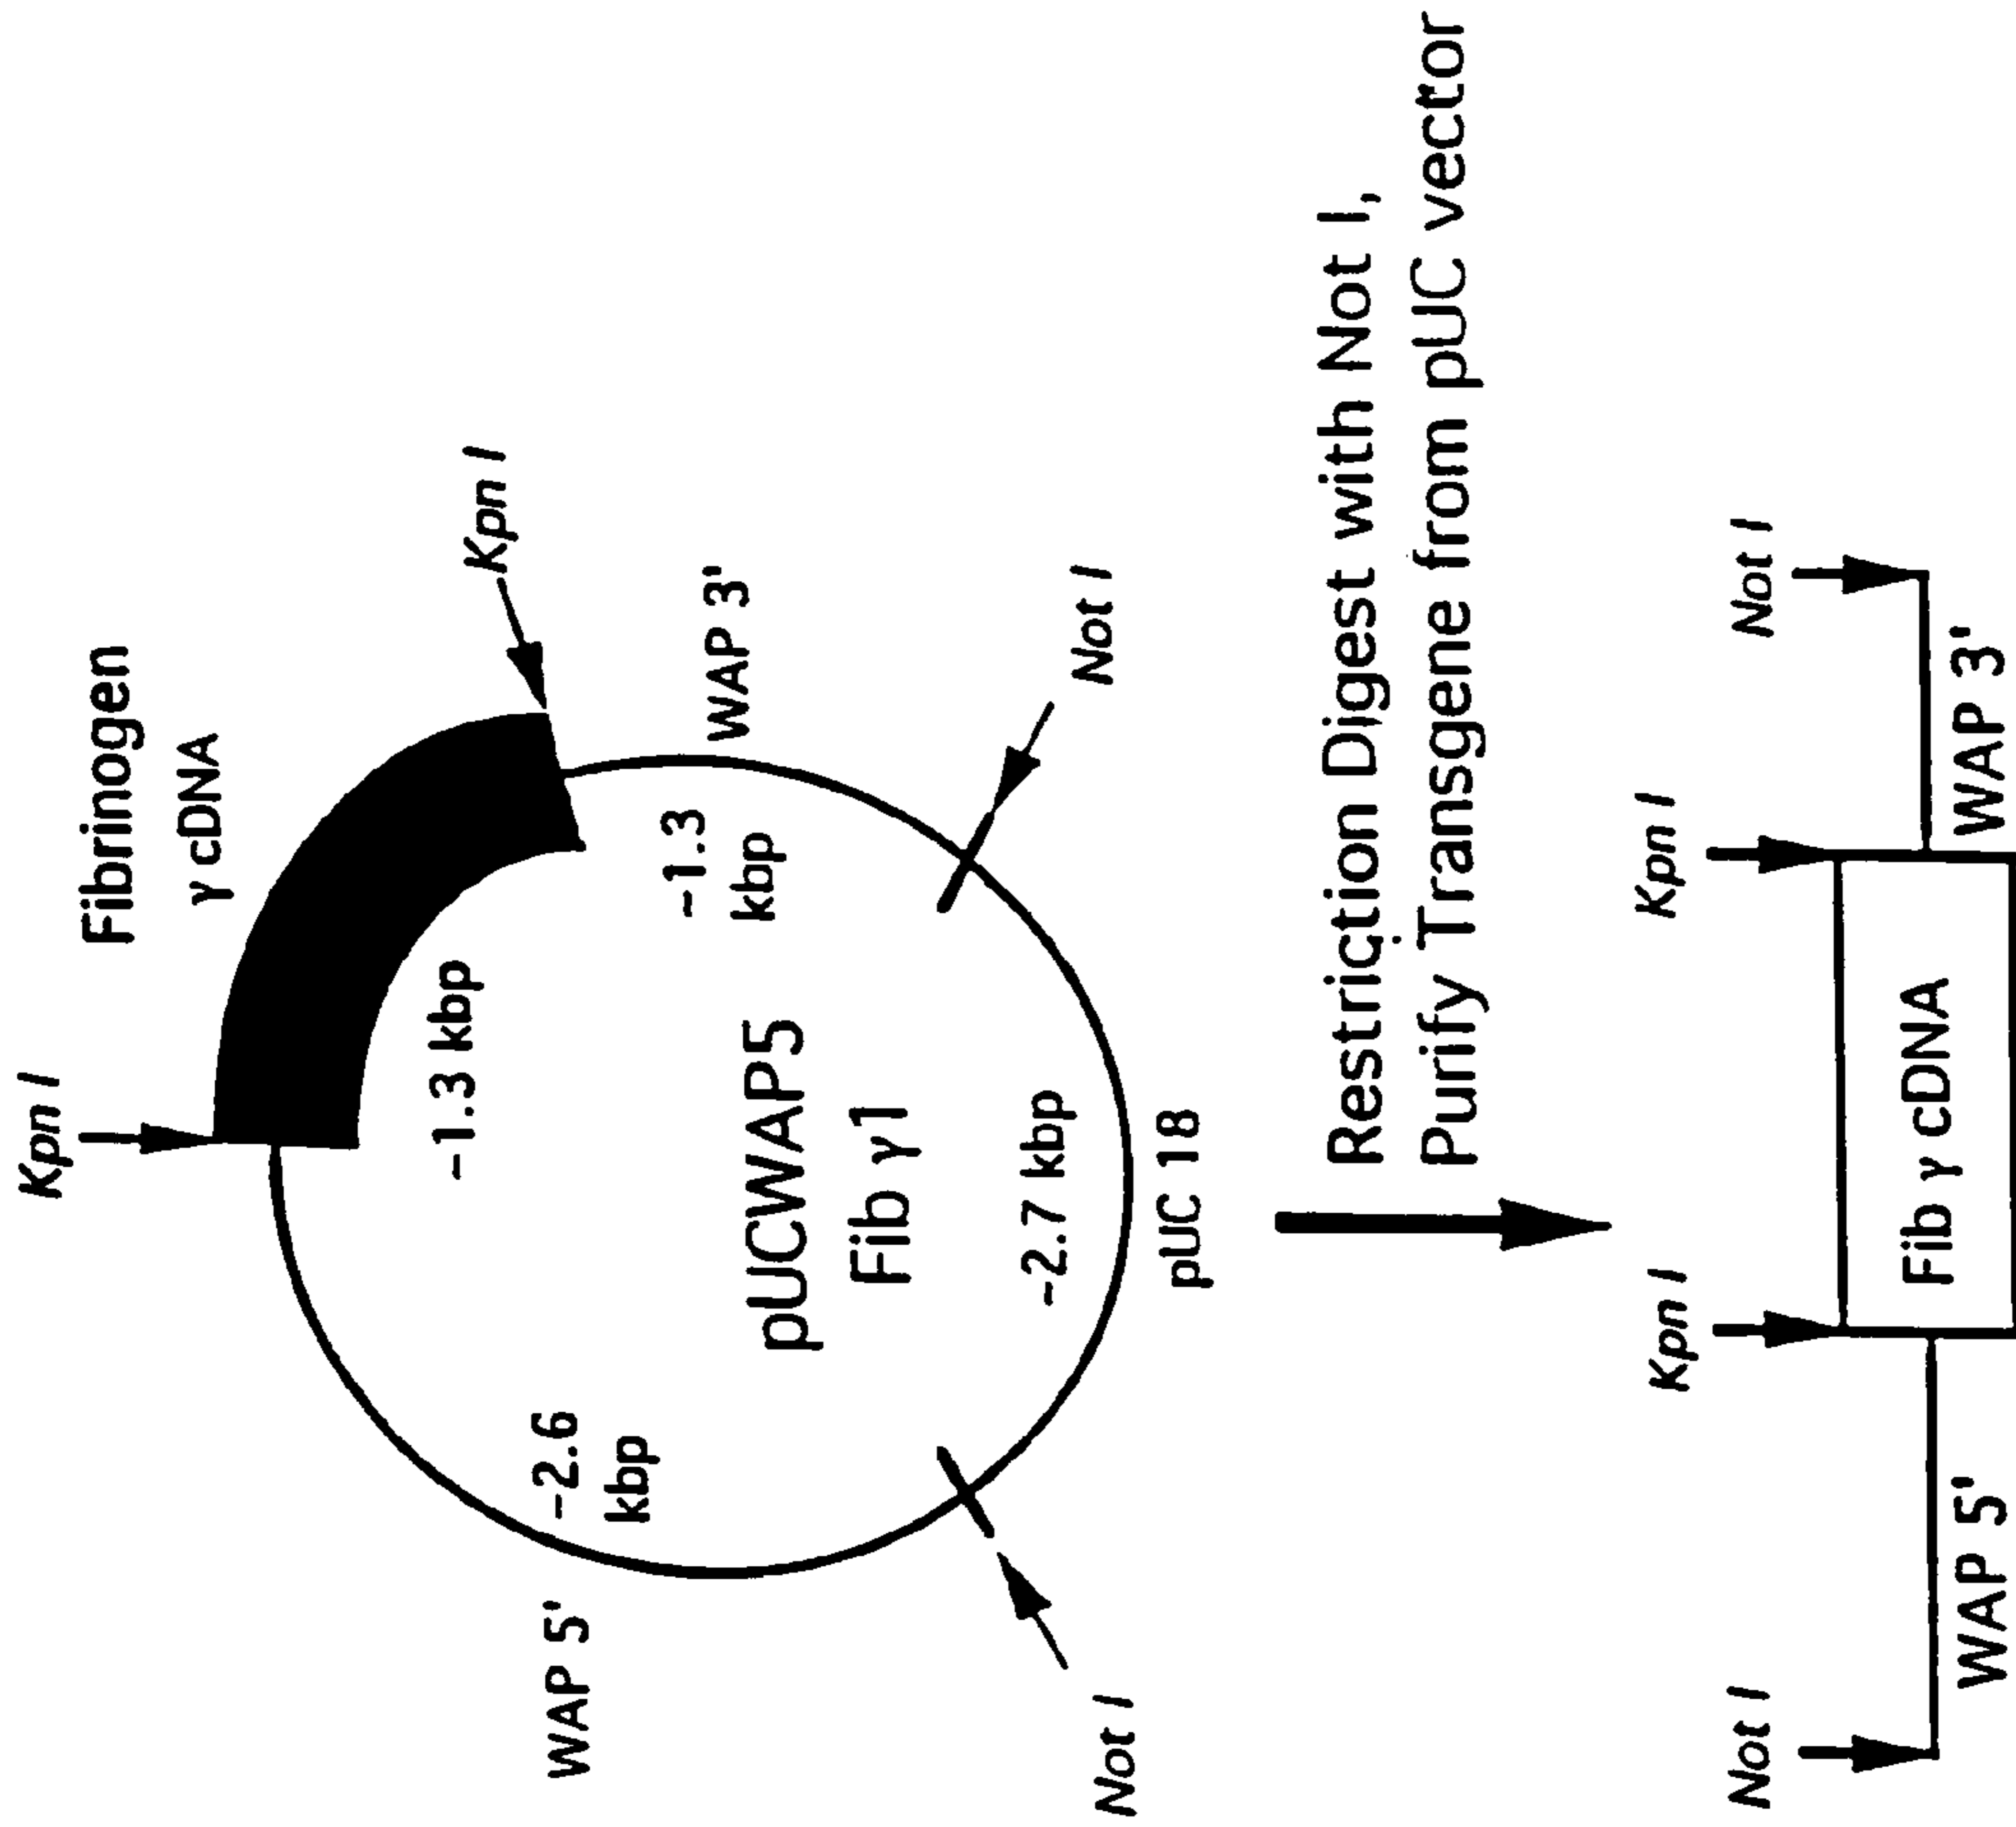 Kpn I
Fibrinogen
γ cDNA
Kpn I
~1.3 kbp
WAP 5'
~2.6
kbp
~1.3
kbp
WAP 3'
pUCWAP5
Fib γ1
~2.7 kbp
Not I
Not I
pUC 18
Restriction Digest with Not I,
Purify Transgene from pUC vector
Not I
Kpn I
Kpn I
Not I
Fib γ cDNA
WAP 5'
WAP 3'